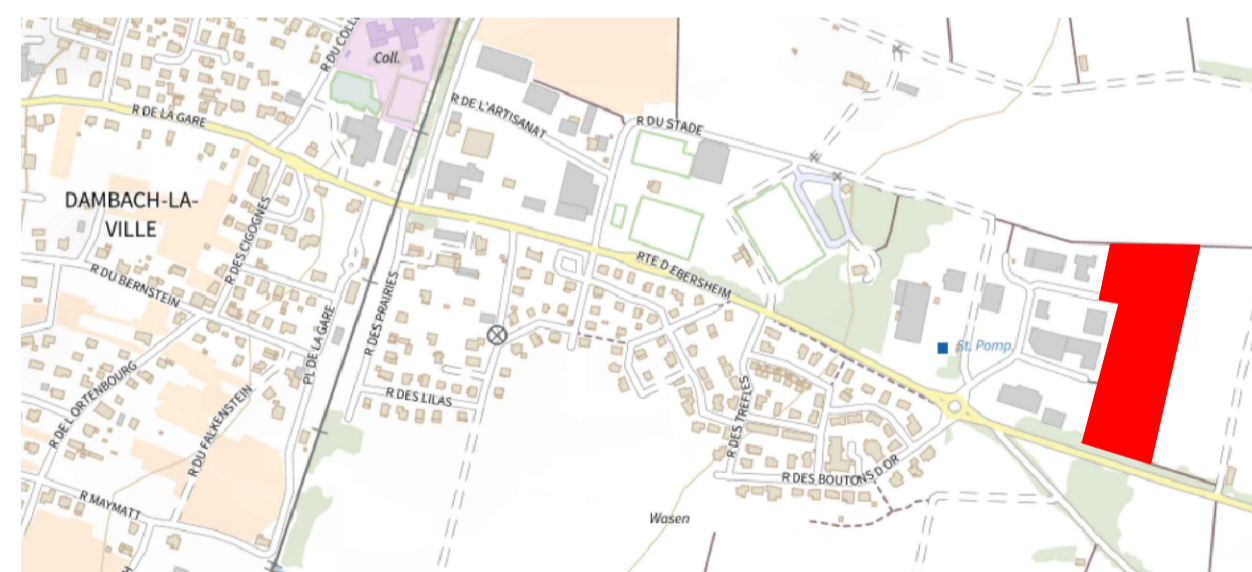 R DU COLL
Coll.
R DE LA GARE
R DE L'ARTISANAT
R DU STADE
DAMBACH-LA-
VILLE
R DES CIGOGNES
R DU BERNSTEIN
RTE D EBERSHEIM
R DES PRAIRIES
PL DE LA GARE
St. Pomp.
R DE L ORTENBOURG
R DU FALKENSTEIN
R DES LILAS
R DES TREFLES
R DES BOUTONS D'OR
R MAYMATT
Wasen